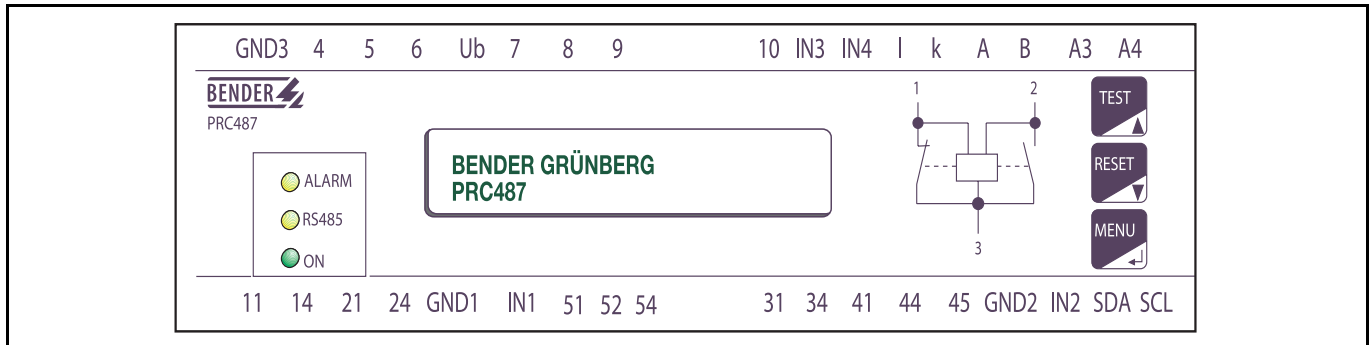 GND3 4 5 6 Ub 7 8 9 10 IN3 IN4 l k A B A3 A4
BENDER
PRC487
ALARM
RS485
ON
BENDER GRÜNBERG
PRC487
1 2
3
TEST
RESET
MENU
11 14 21 24 GND1 IN1 51 52 54 31 34 41 44 45 GND2 IN2 SDA SCL